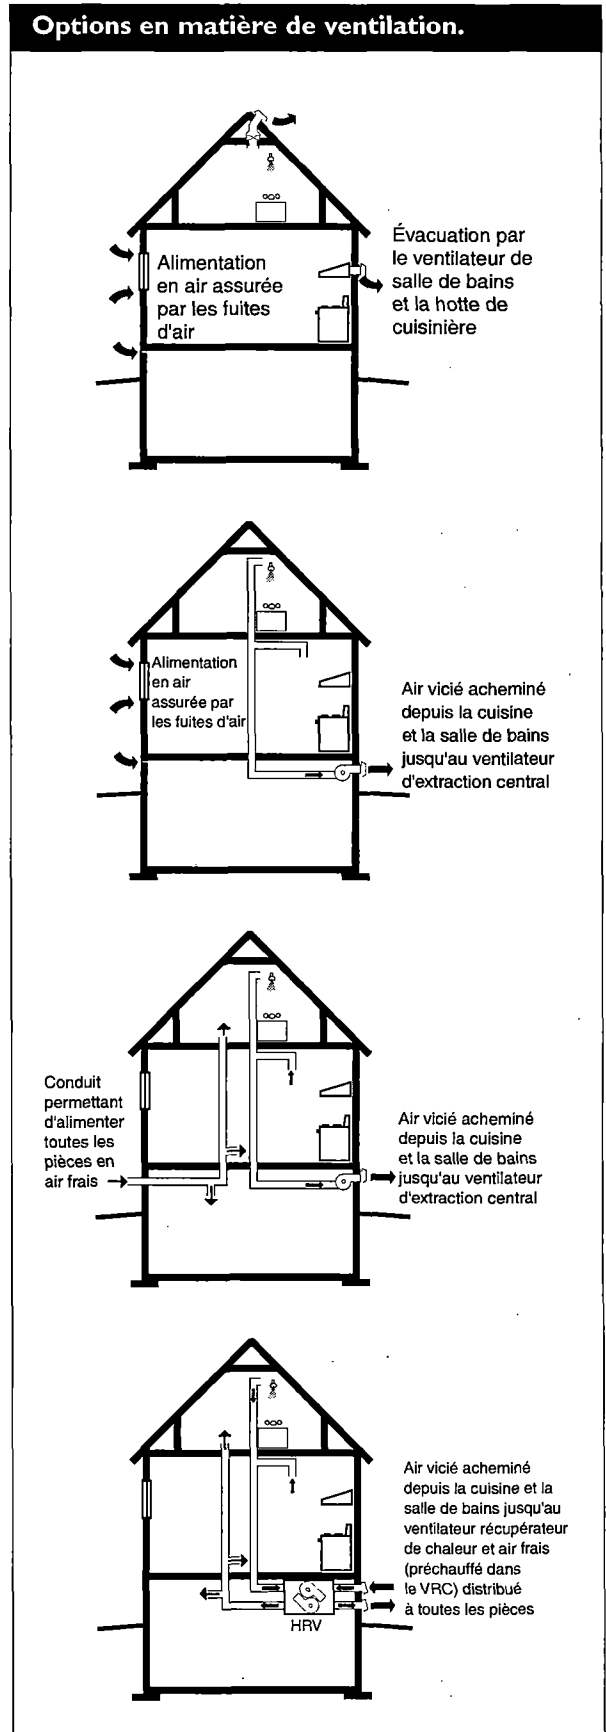 Options en matière de ventilation.
Alimentation
en air assurée
par les fuites
d'air
Évacuation par
le ventilateur de
salle de bains
et la hotte de
cuisinière
Alimentation
en air
assurée par
les fuites d'air
Air vicié acheminé
depuis la cuisine
et la salle de bains
jusqu'au ventilateur
d'extraction central
Conduit
permettant
d'alimenter
toutes les
pièces en
air frais
Air vicié acheminé
depuis la cuisine
et la salle de bains
jusqu'au ventilateur
d'extraction central
Air vicié acheminé
depuis la cuisine et la
salle de bains jusqu'au
ventilateur récupérateur
de chaleur et air frais
(préchauffé dans
le VRC) distribué
à toutes les pièces
HRV